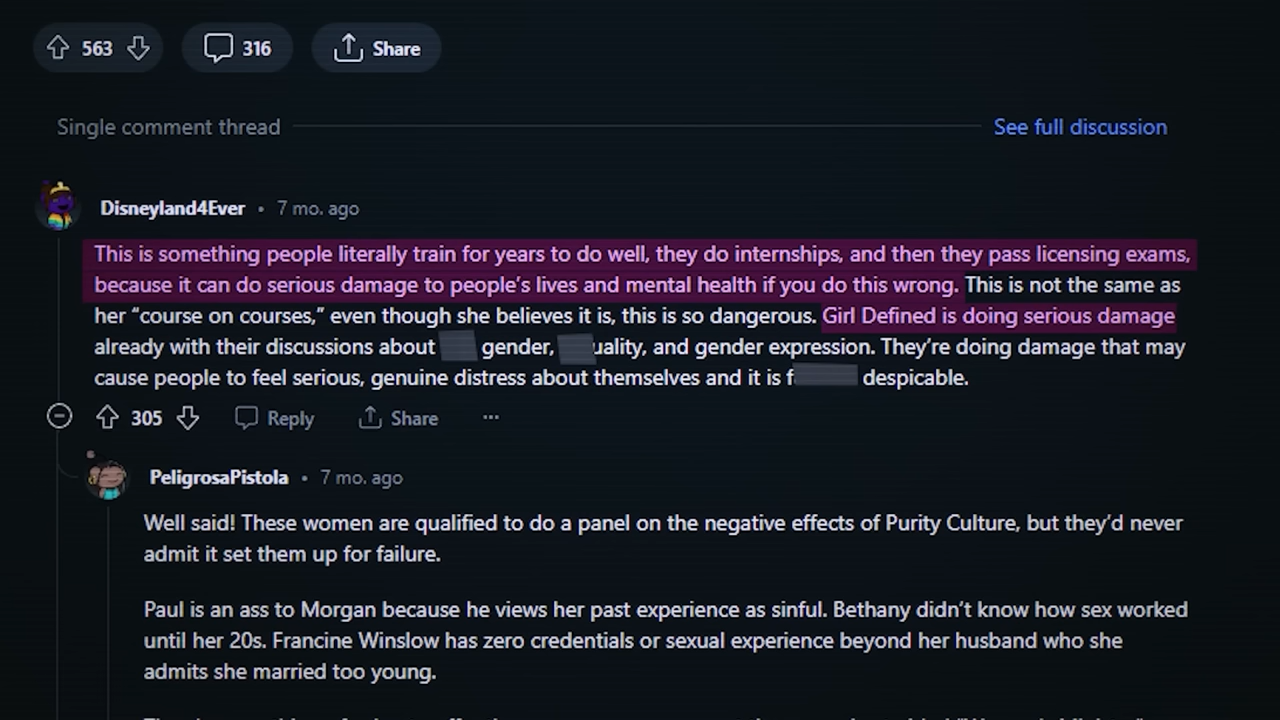 563 316 Share
Single comment thread See full discussion
Disneyland4Ever • 7 mo. ago
This is something people literally train for years to do well, they do internships, and then they pass licensing exams,
because it can do serious damage to people's lives and mental health if you do this wrong. This is not the same as
her “course on courses,” even though she believes it is, this is so dangerous. Girl Defined is doing serious damage
already with their discussions about gender, uality, and gender expression. They're doing damage that may
cause people to feel serious, genuine distress about themselves and it is f despicable.
305 Reply Share ...
PeligrosaPistola • 7 mo. ago
Well said! These women are qualified to do a panel on the negative effects of Purity Culture, but they'd never
admit it set them up for failure.
Paul is an ass to Morgan because he views her past experience as sinful. Bethany didn't know how sex worked
until her 20s. Francine Winslow has zero credentials or sexual experience beyond her husband who she
admits she married too young.